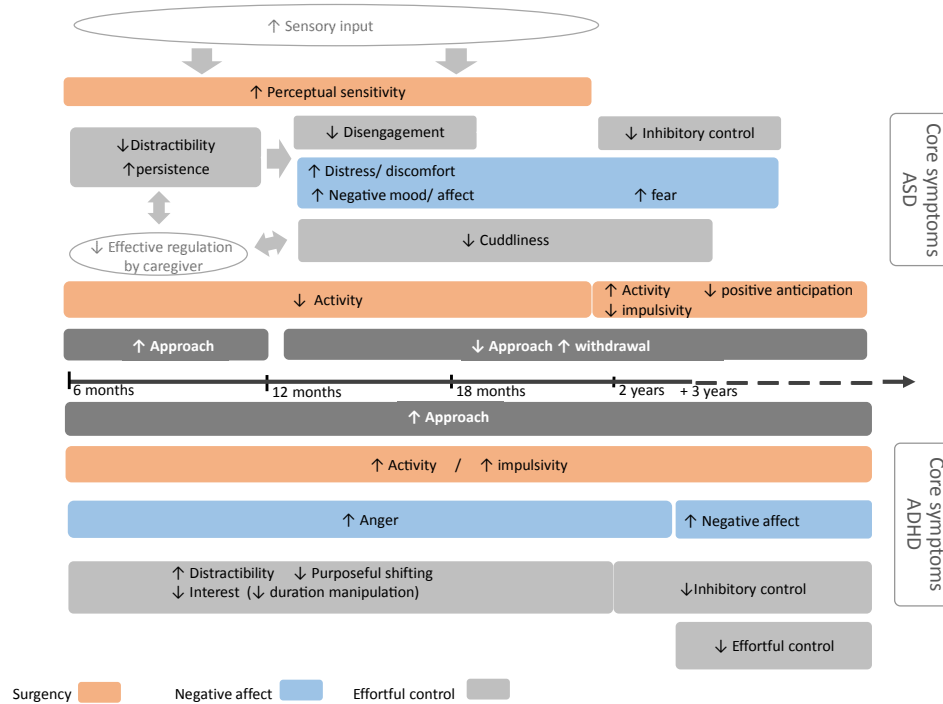 ↑ Sensory input
↑ Perceptual sensitivity
↓Distractibility
↑persistence
↓ Disengagement
↓ Inhibitory control
↑ Distress/ discomfort
↑ Negative mood/ affect ↑ fear
↓ Effective regulation
by caregiver
↓ Cuddliness
↓ Activity
↑ Activity ↓ positive anticipation
↓ impulsivity
↑ Approach
↓ Approach ↑ withdrawal
Core symptoms
ASD
6 months 12 months 18 months 2 years + 3 years
↑ Approach
↑ Activity / ↑ impulsivity
↑ Anger
↑ Negative affect
↑ Distractibility ↓ Purposeful shifting
↓ Interest (↓ duration manipulation)
↓Inhibitory control
↓ Effortful control
Core symptoms
ADHD
Surgency Negative affect Effortful control